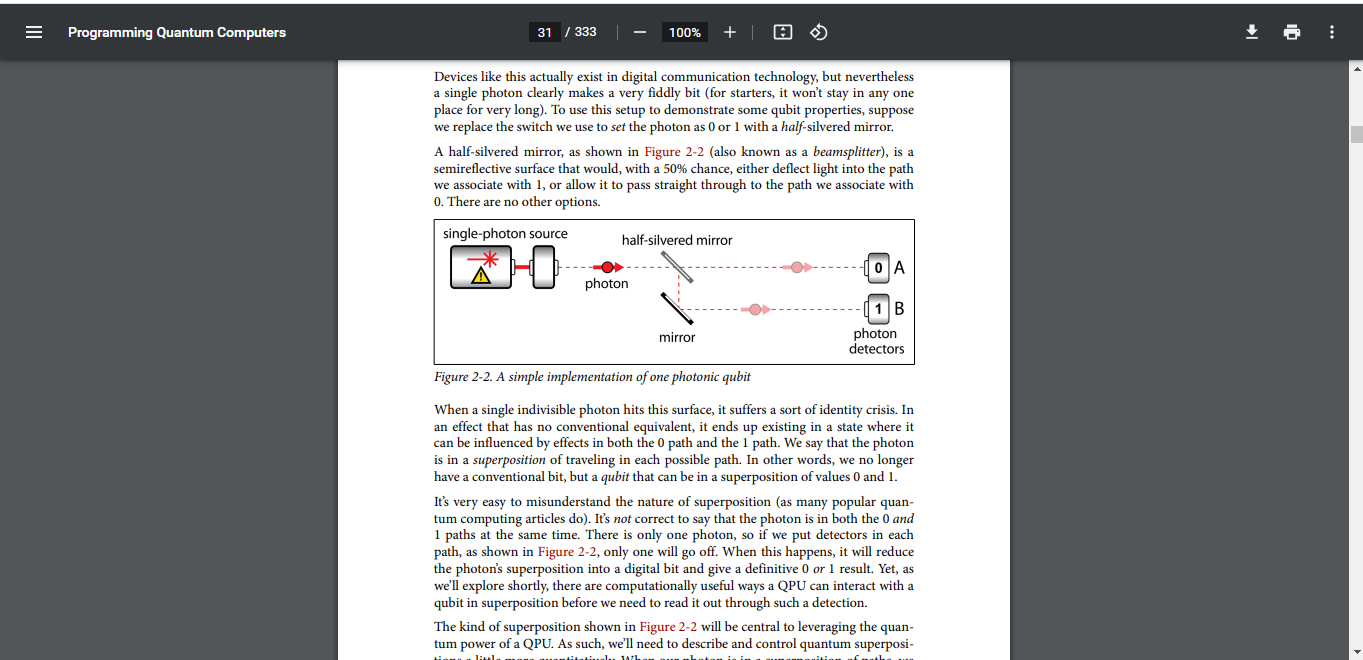 Programming Quantum Computers
31 / 333
100%
Devices like this actually exist in digital communication technology, but nevertheless
a single photon clearly makes a very fiddly bit (for starters, it won't stay in any one
place for very long). To use this setup to demonstrate some qubit properties, suppose
we replace the switch we use to set the photon as 0 or 1 with a half-silvered mirror.
A half-silvered mirror, as shown in Figure 2-2 (also known as a beamsplitter), is a
semireflective surface that would, with a 50% chance, either deflect light into the path
we associate with 1, or allow it to pass straight through to the path we associate with
0. There are no other options.
single-photon source
half-silvered mirror
photon
0 A
1 B
mirror
photon
detectors
Figure 2-2. A simple implementation of one photonic qubit
When a single indivisible photon hits this surface, it suffers a sort of identity crisis. In
an effect that has no conventional equivalent, it ends up existing in a state where it
can be influenced by effects in both the 0 path and the 1 path. We say that the photon
is in a superposition of traveling in each possible path. In other words, we no longer
have a conventional bit, but a qubit that can be in a superposition of values 0 and 1.
It's very easy to misunderstand the nature of superposition (as many popular quan-
tum computing articles do). It's not correct to say that the photon is in both the 0 and
1 paths at the same time. There is only one photon, so if we put detectors in each
path, as shown in Figure 2-2, only one will go off. When this happens, it will reduce
the photon's superposition into a digital bit and give a definitive 0 or 1 result. Yet, as
we'll explore shortly, there are computationally useful ways a QPU can interact with a
qubit in superposition before we need to read it out through such a detection.
The kind of superposition shown in Figure 2-2 will be central to leveraging the quan-
tum power of a QPU. As such, we'll need to describe and control quantum superposi-